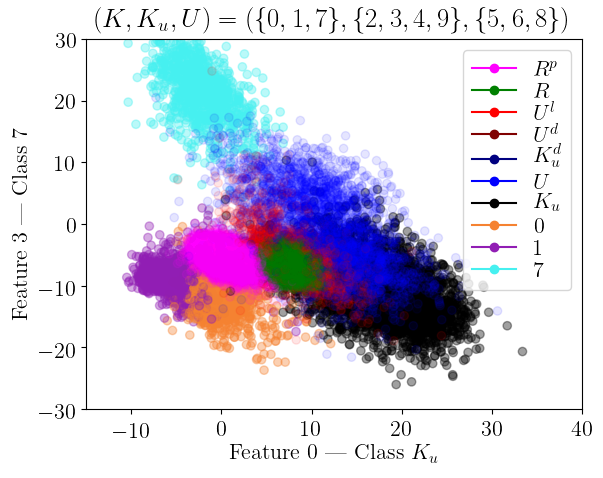 (K, K_u, U) = ({0, 1, 7}, {2, 3, 4, 9}, {5, 6, 8})
30
20
10
0
−10
−20
−30
Feature 3 — Class 7
R^p
R
U^l
U^d
K_u^d
U
K_u
0
1
7
−10
0
10
20
30
40
Feature 0 — Class K_u